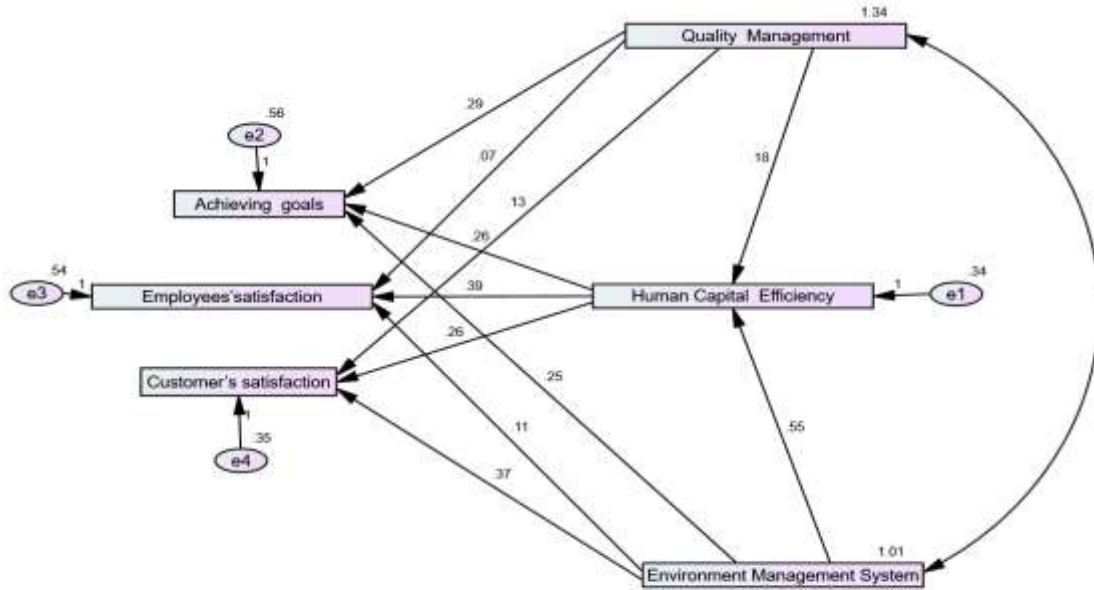 1.34
Quality Management
.56
e2
.29
1
.07
.18
Achieving goals
.13
.26
.54
1
e3
Employees'satisfaction
.39
Human Capital Efficiency
1
.34
e1
.26
Customer's satisfaction
.25
1
.35
.11
.55
e4
.37
1.01
Environment Management System